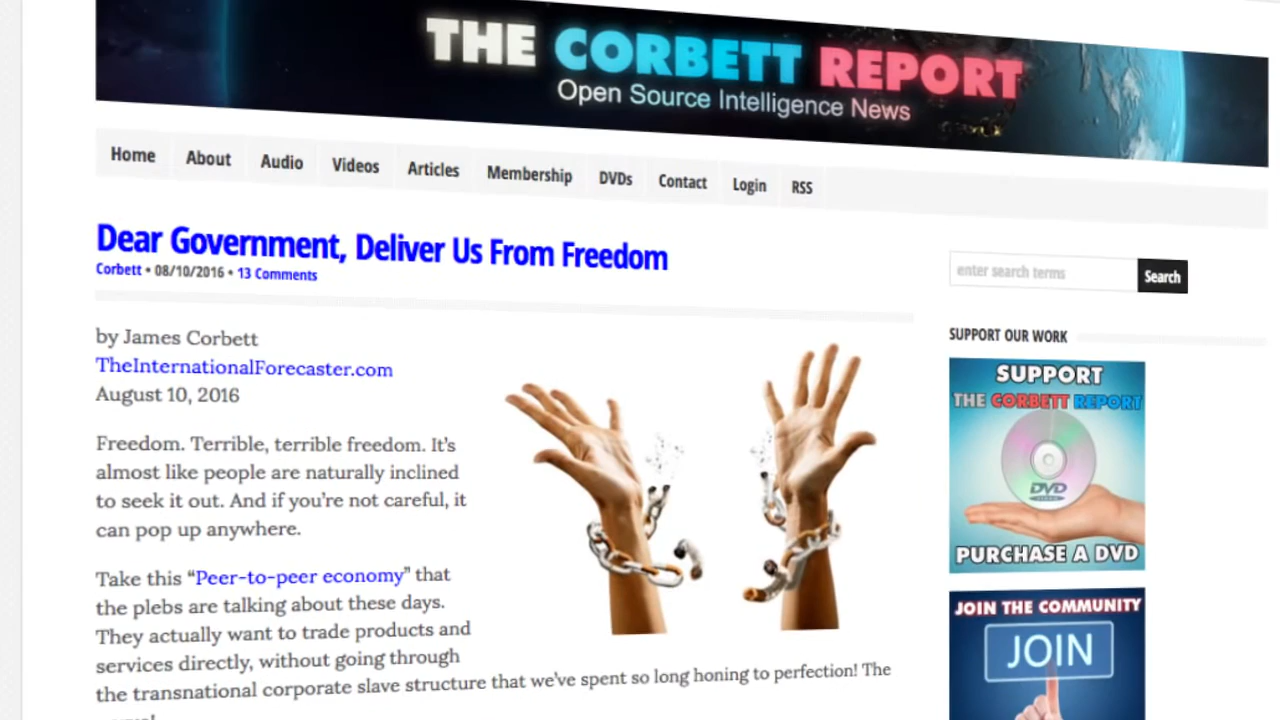 THE CORBETT REPORT
Open Source Intelligence News
Home About Audio Videos Articles Membership DVDs Contact Login RSS
Dear Government, Deliver Us From Freedom
Corbett • 08/10/2016 • 13 Comments
enter search terms Search
by James Corbett
TheInternationalForecaster.com
August 10, 2016
Freedom. Terrible, terrible freedom. It's
almost like people are naturally inclined
to seek it out. And if you're not careful, it
can pop up anywhere.
Take this “Peer-to-peer economy” that
the plebs are talking about these days.
They actually want to trade products and
services directly, without going through
the transnational corporate slave structure that we've spent so long honing to perfection! The
SUPPORT OUR WORK
SUPPORT
THE CORBETT REPORT
DVD
PURCHASE A DVD
JOIN THE COMMUNITY
JOIN